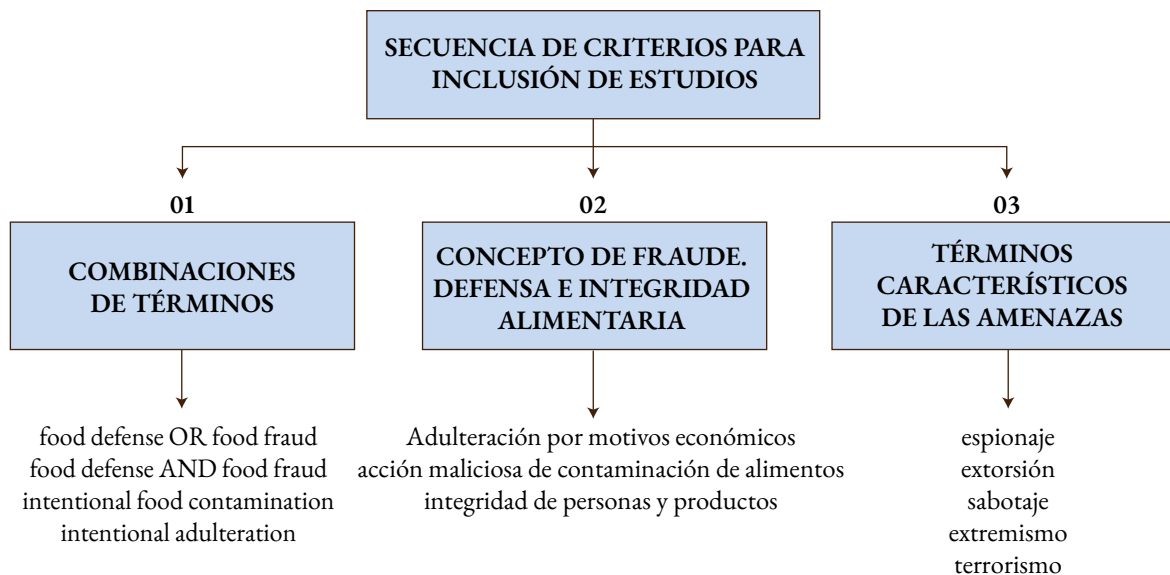 SECUENCIA DE CRITERIOS PARA
INCLUSIÓN DE ESTUDIOS
01
COMBINACIONES
DE TÉRMINOS
food defense OR food fraud
food defense AND food fraud
intentional food contamination
intentional adulteration
02
CONCEPTO DE FRAUDE.
DEFENSA E INTEGRIDAD
ALIMENTARIA
Adulteración por motivos económicos
acción maliciosa de contaminación de alimentos
integridad de personas y productos
03
TÉRMINOS
CARACTERÍSTICOS
DE LAS AMENAZAS
espionaje
extorsión
sabotaje
extremismo
terrorismo